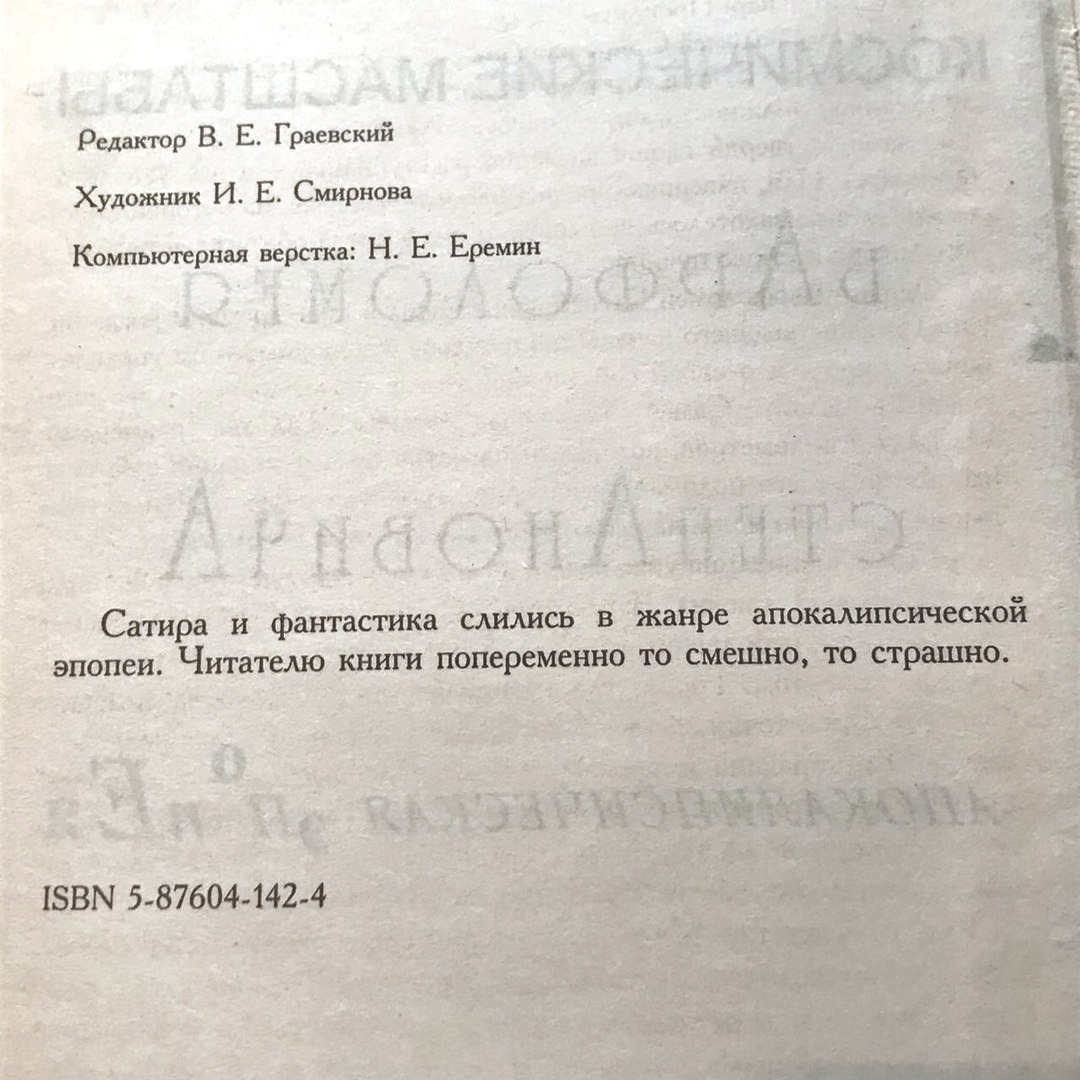 Редактор В. Е. Граевский
Художник И. Е. Смирнова
Компьютерная верстка: Н. Е. Еремин
Сатира и фантастика слились в жанре апокалипсической
эпопеи. Читателю книги попеременно то смешно, то страшно.
ISBN 5-87604-142-4